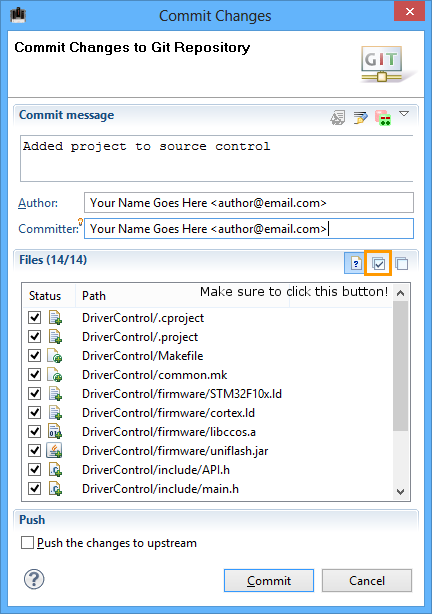 Commit Changes
Commit Changes to Git Repository
GIT
Commit message
Added project to source control
Author: Your Name Goes Here <author@email.com>
Committer: Your Name Goes Here <author@email.com>
Files (14/14)
Status Path Make sure to click this button!
DriverControl/.cproject
DriverControl/.project
DriverControl/Makefile
DriverControl/common.mk
DriverControl/firmware/STM32F10x.ld
DriverControl/firmware/cortex.ld
DriverControl/firmware/libccos.a
DriverControl/firmware/uniflash.jar
DriverControl/include/API.h
DriverControl/include/main.h
Push
Push the changes to upstream
Commit Cancel